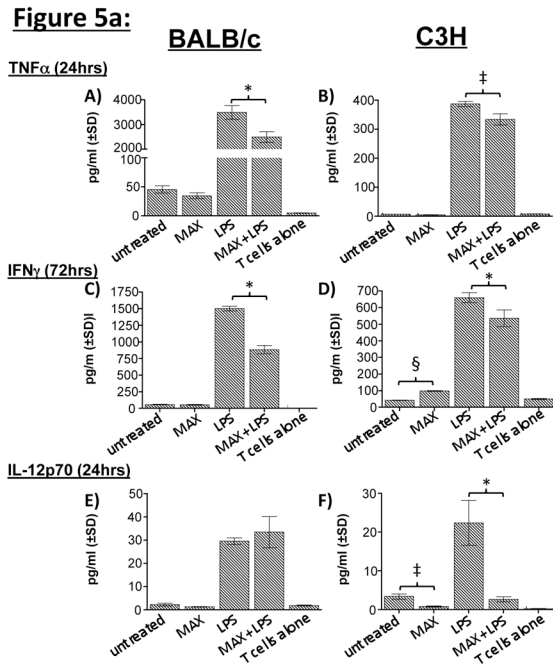 Figure 5a:
BALB/c C3H
TNFα (24hrs)
A)
pg/ml (±SD)
4000
3000
2000
100
50
0
*
untreated MAX LPS MAX+LPS T cells alone
B)
pg/ml (±SD)
400
300
200
100
0
‡
untreated MAX LPS MAX+LPS T cells alone
IFNγ (72hrs)
C)
pg/ml (±SD)
1750
1500
1250
1000
750
500
250
0
*
untreated MAX LPS MAX+LPS T cells alone
D)
pg/m (±SD)l
700
600
500
400
300
200
100
0
§
*
untreated MAX LPS MAX+LPS T cells alone
IL-12p70 (24hrs)
E)
pg/ml (±SD)
50
40
30
20
10
0
untreated MAX LPS MAX+LPS T cells alone
F)
pg/ml (±SD)
30
20
10
0
‡
*
untreated MAX LPS MAX+LPS T cells alone